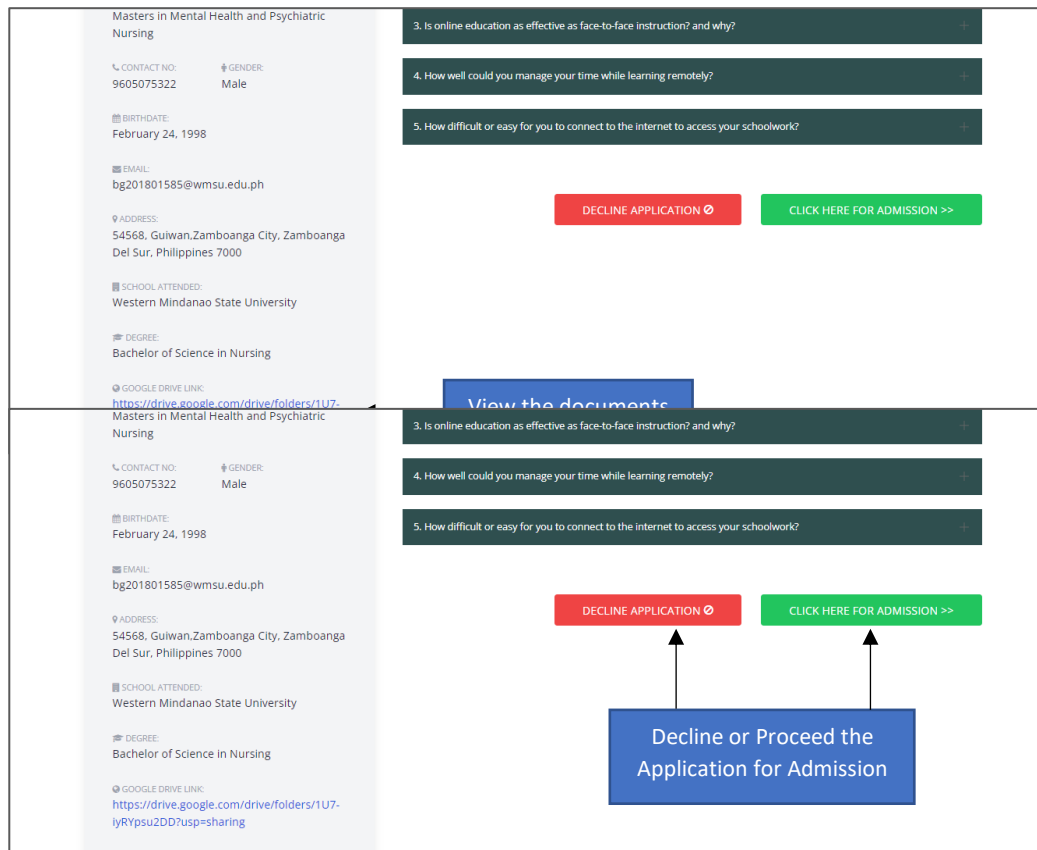 Masters in Mental Health and Psychiatric
Nursing
CONTACT NO: GENDER:
9605075322 Male
BIRTHDATE:
February 24, 1998
EMAIL:
bg201801585@wmsu.edu.ph
ADDRESS:
54568, Guiwan,Zamboanga City, Zamboanga
Del Sur, Philippines 7000
SCHOOL ATTENDED:
Western Mindanao State University
DEGREE:
Bachelor of Science in Nursing
GOOGLE DRIVE LINK:
https://drive.google.com/drive/folders/1U7-
3. Is online education as effective as face-to-face instruction? and why?
4. How well could you manage your time while learning remotely?
5. How difficult or easy for you to connect to the internet to access your schoolwork?
DECLINE APPLICATION CLICK HERE FOR ADMISSION >>
View the documents
Masters in Mental Health and Psychiatric
Nursing
CONTACT NO: GENDER:
9605075322 Male
BIRTHDATE:
February 24, 1998
EMAIL:
bg201801585@wmsu.edu.ph
ADDRESS:
54568, Guiwan,Zamboanga City, Zamboanga
Del Sur, Philippines 7000
SCHOOL ATTENDED:
Western Mindanao State University
DEGREE:
Bachelor of Science in Nursing
GOOGLE DRIVE LINK:
https://drive.google.com/drive/folders/1U7-
iyRYpsu2DD?usp=sharing
3. Is online education as effective as face-to-face instruction? and why?
4. How well could you manage your time while learning remotely?
5. How difficult or easy for you to connect to the internet to access your schoolwork?
DECLINE APPLICATION CLICK HERE FOR ADMISSION >>
Decline or Proceed the
Application for Admission